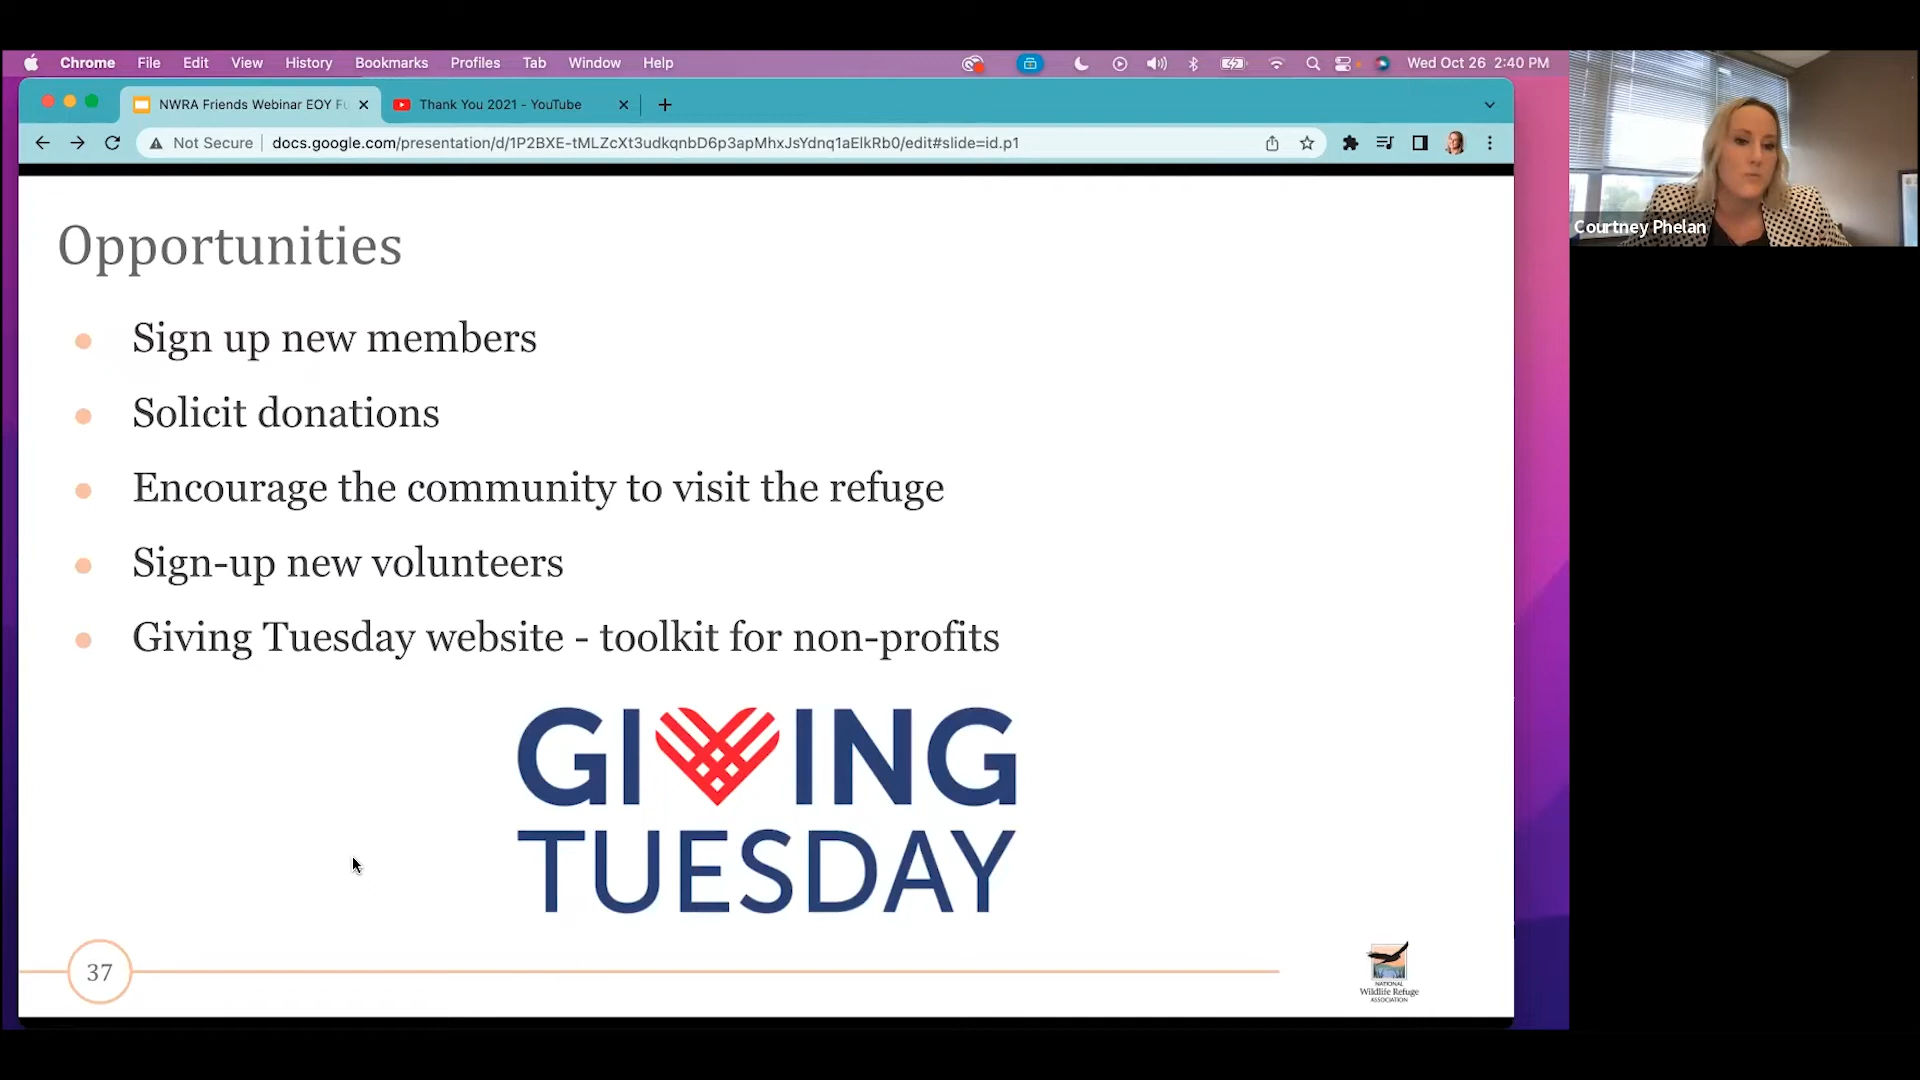 Chrome File Edit View History Bookmarks Profiles Tab Window Help Wed Oct 26 2:40 PM
NWRA Friends Webinar EOY Fu Thank You 2021 - YouTube
Not Secure docs.google.com/presentation/d/1P2BXE-tMLZcXt3udkqnbD6p3apMhxJsYdnq1aElkRb0/edit#slide=id.p1
Courtney Phelan
Opportunities
Sign up new members
Solicit donations
Encourage the community to visit the refuge
Sign-up new volunteers
Giving Tuesday website - toolkit for non-profits
GIVING
TUESDAY
37
NATIONAL
Wildlife Refuge
ASSOCIATION